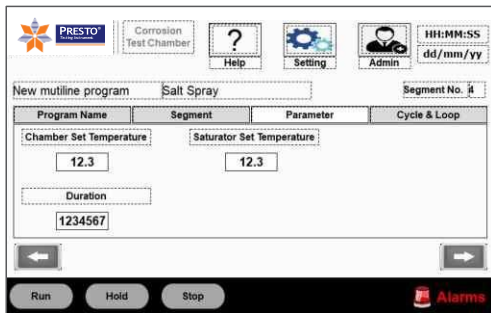 PRESTO
Testing Instruments
Corrosion
Test Chamber
?
Help
Setting
Admin
HH:MM:SS
dd/mm/yy
New mutiline program
Salt Spray
Segment No. 4
Program Name
Segment
Parameter
Cycle & Loop
Chamber Set Temperature
Saturator Set Temperature
12.3
12.3
Duration
1234567
Run
Hold
Stop
Alarms